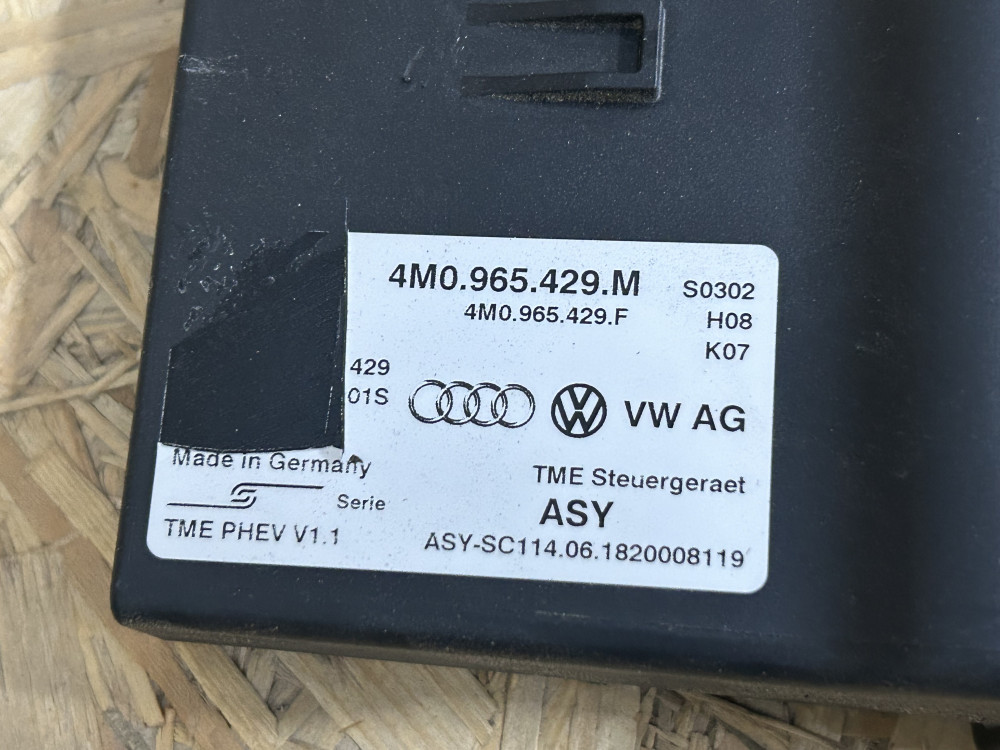 4M0.965.429.M
S0302
4M0.965.429.F
H08
K07
429
01S
VW AG
Made in Germany
TME Steuergeraet
Serie
ASY
TME PHEV V1.1
ASY-SC114.06.1820008119